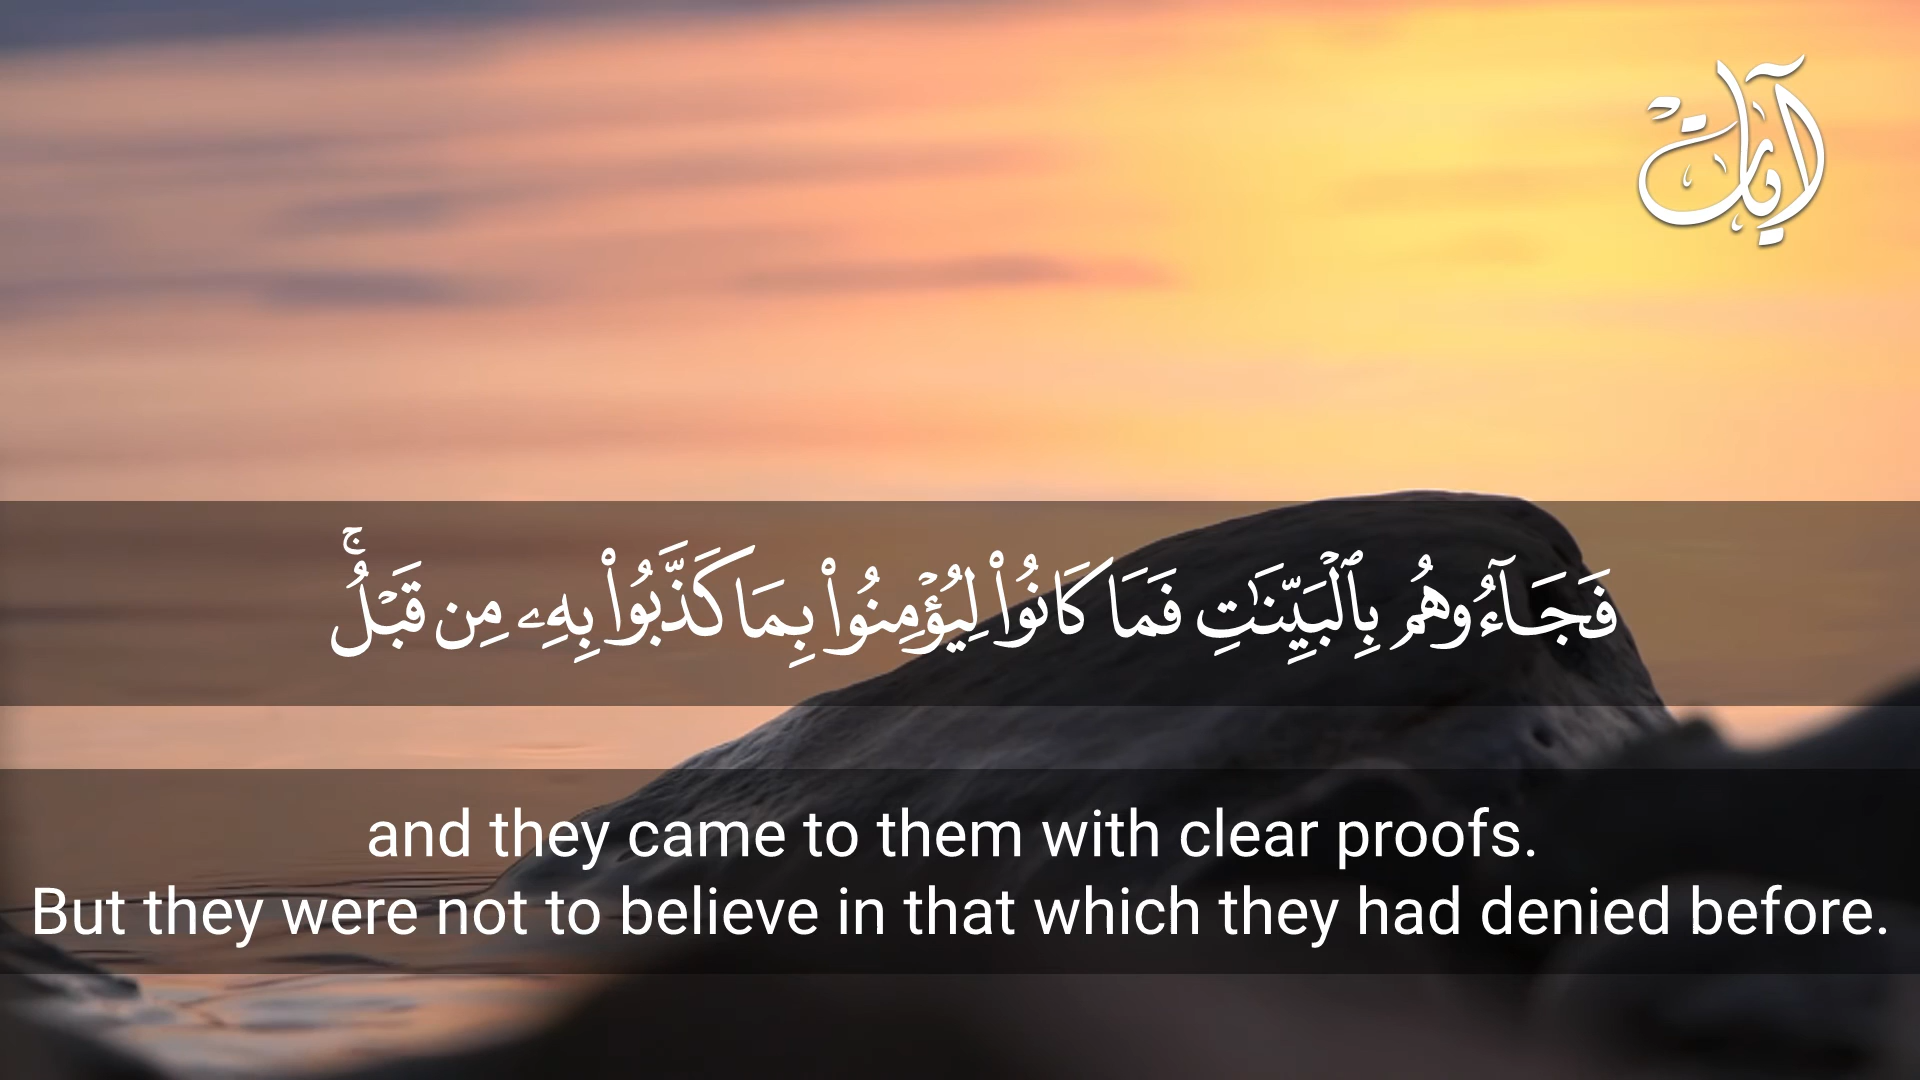 آيات
فَجَآءُوهُم بِٱلْبَيِّنَـٰتِ فَمَا كَانُوا۟ لِيُؤْمِنُوا۟ بِمَا كَذَّبُوا۟ بِهِۦ مِن قَبْلُ ۚ
and they came to them with clear proofs.
But they were not to believe in that which they had denied before.